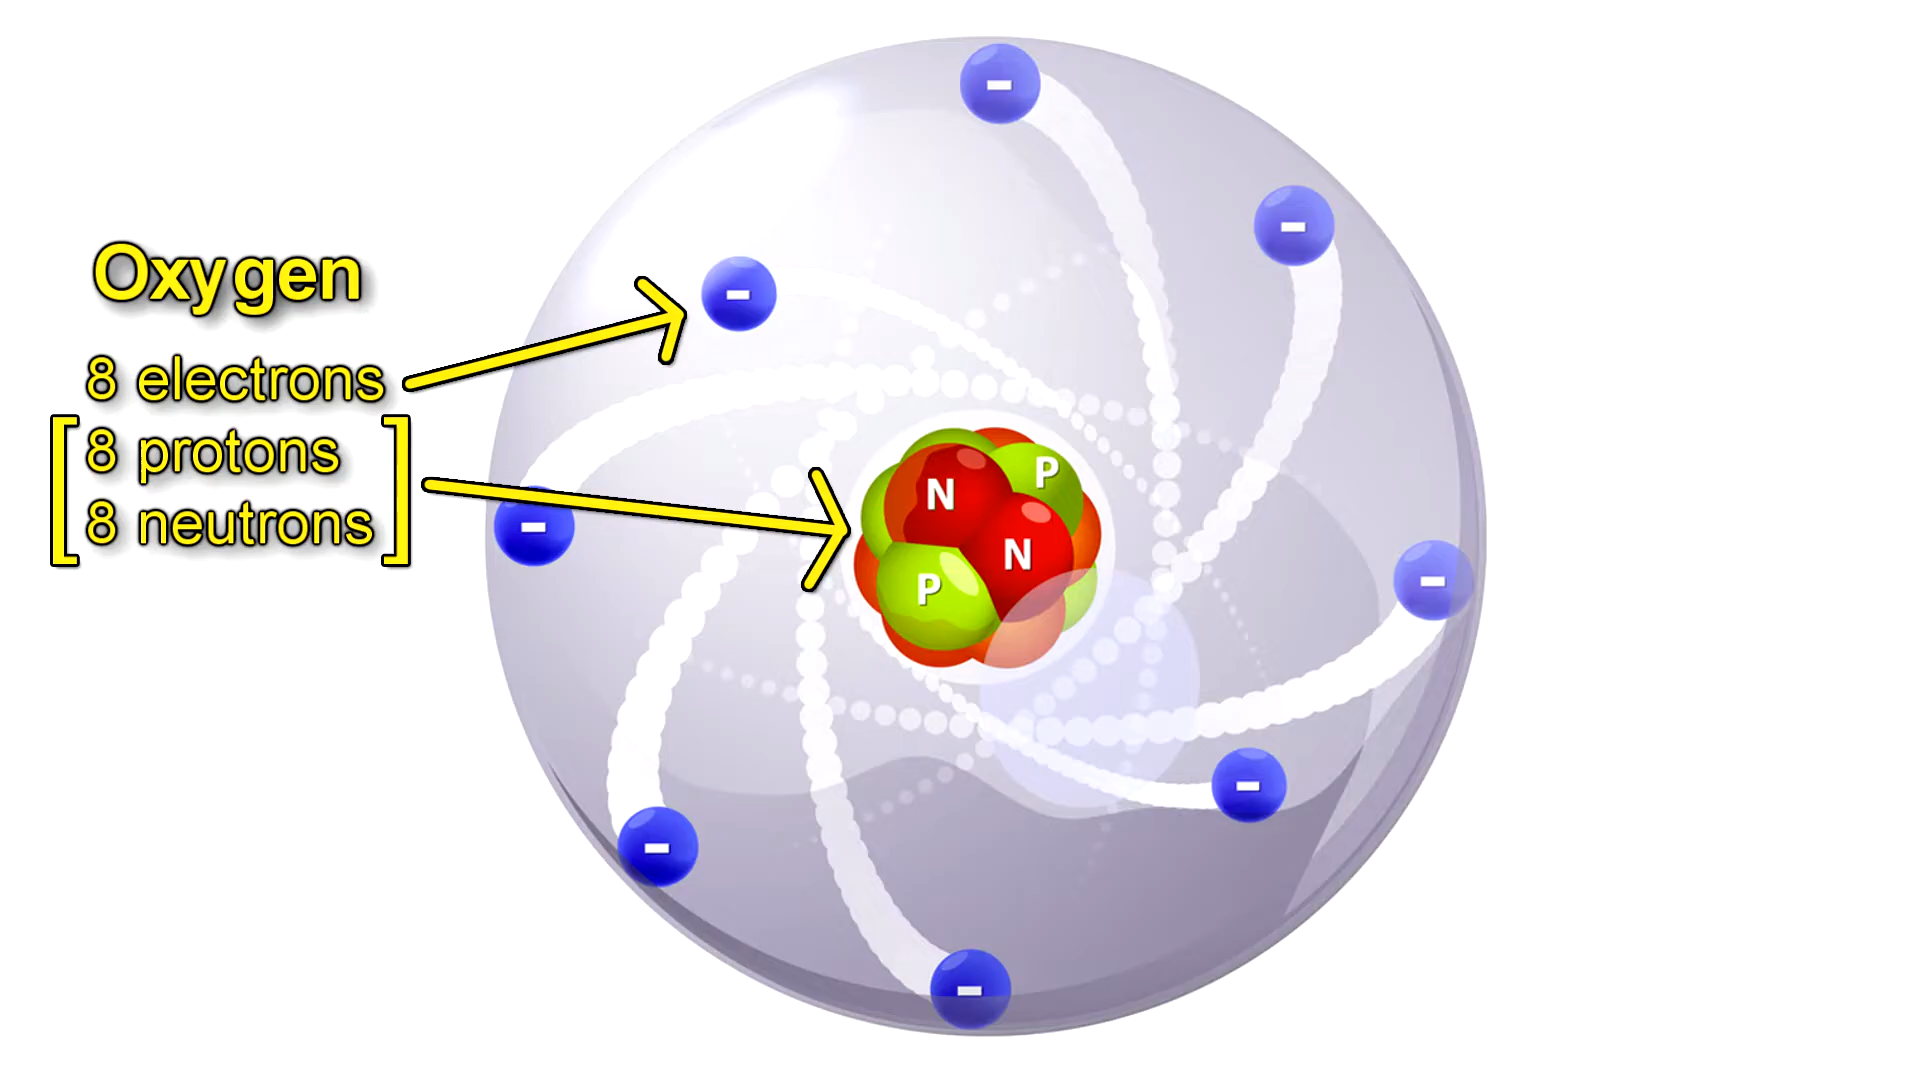 Oxygen
8 electrons
[8 protons
8 neutrons]
-
-
-
N
P
N
P
-
-
-
-
-